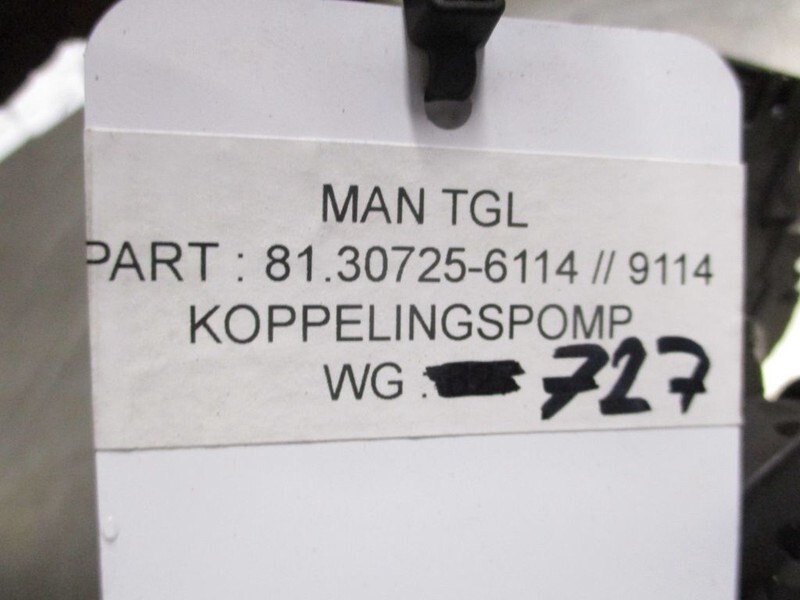 MAN TGL
PART : 81.30725-6114 // 9114
KOPPELINGSPOMP
WG . 727